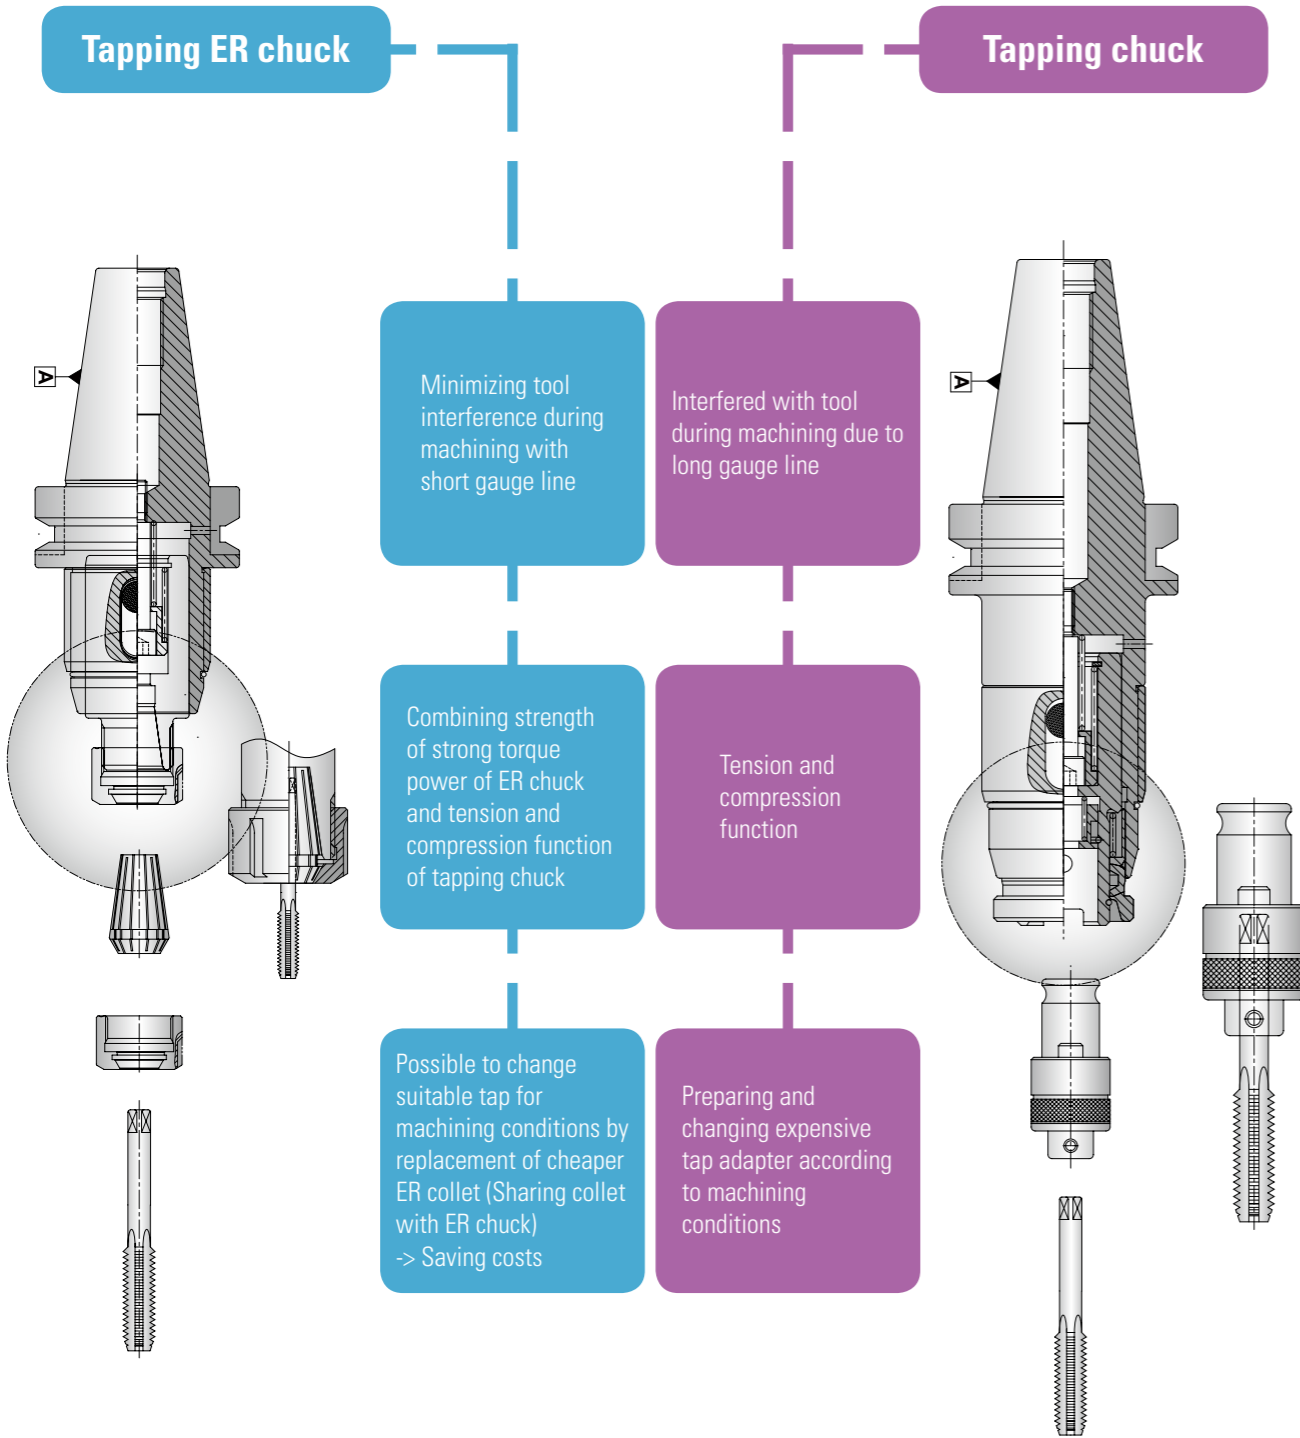 Tapping ER chuck
Tapping chuck
Minimizing tool
interference during
machining with
short gauge line
Interfered with tool
during machining due to
long gauge line
A
A
Combining strength
of strong torque
power of ER chuck
and tension and
compression function
of tapping chuck
Tension and
compression
function
Possible to change
suitable tap for
machining conditions by
replacement of cheaper
ER collet (Sharing collet
with ER chuck)
-> Saving costs
Preparing and
changing expensive
tap adapter according
to machining
conditions